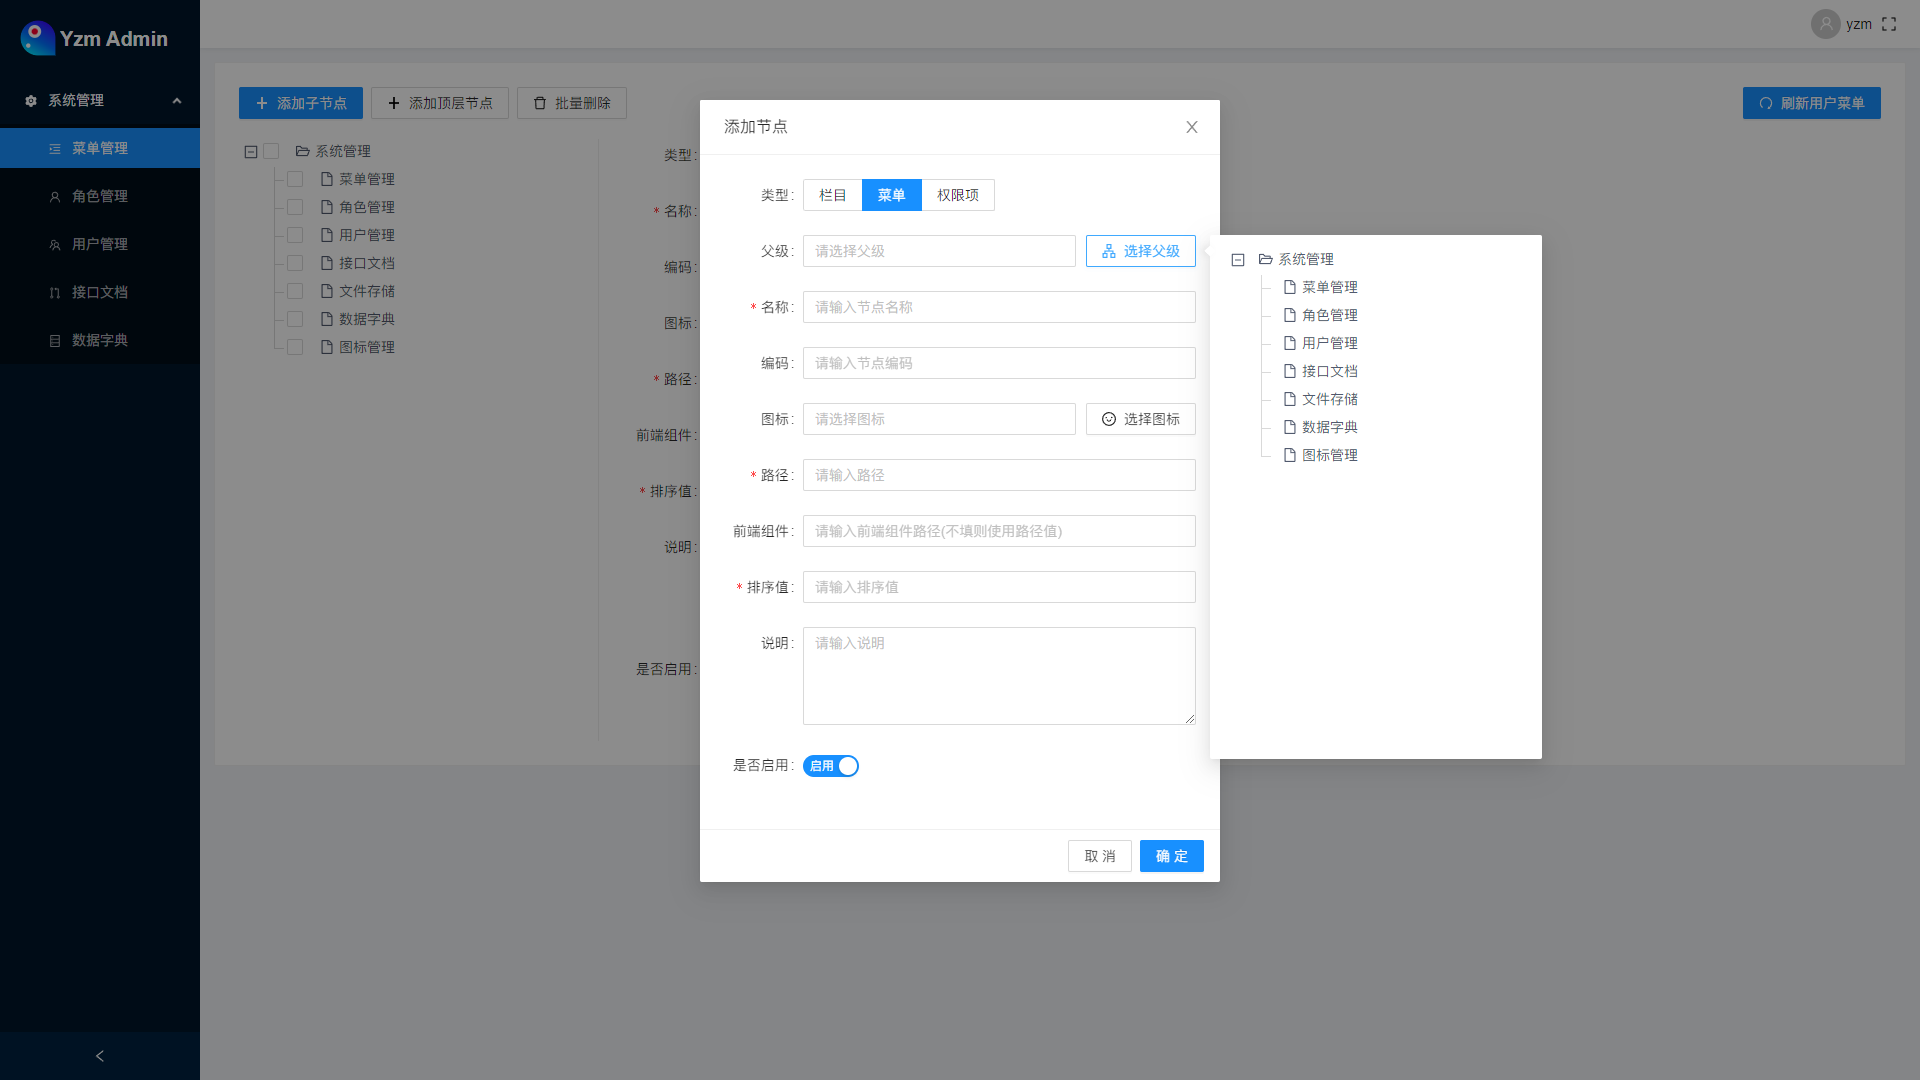 Yzm Admin
系统管理
菜单管理
角色管理
用户管理
接口文档
数据字典
yzm
添加子节点
添加顶层节点
批量删除
刷新用户菜单
系统管理
菜单管理
角色管理
用户管理
接口文档
文件存储
数据字典
图标管理
类型:
* 名称:
编码:
图标:
* 路径:
前端组件:
* 排序值:
说明:
是否启用:
添加节点
类型: 栏目 菜单 权限项
父级: 请选择父级 选择父级
* 名称: 请输入节点名称
编码: 请输入节点编码
图标: 请选择图标 选择图标
* 路径: 请输入路径
前端组件: 请输入前端组件路径(不填则使用路径值)
* 排序值: 请输入排序值
说明: 请输入说明
是否启用: 启用
取 消 确 定
系统管理
菜单管理
角色管理
用户管理
接口文档
文件存储
数据字典
图标管理